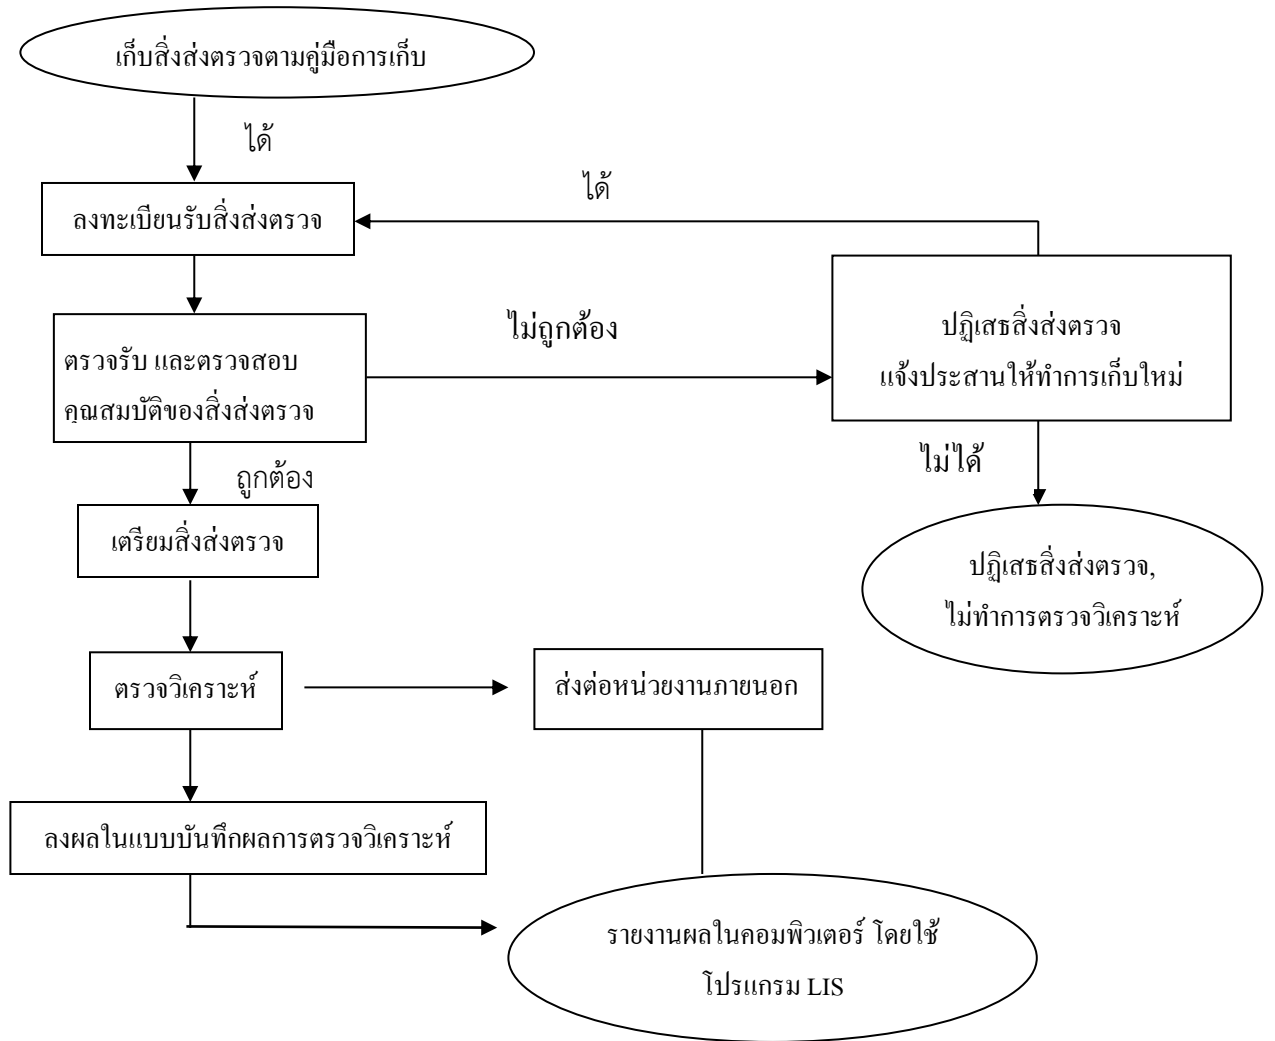 เก็บสิ่งส่งตรวจตามคู่มือการเก็บ
ได้
ได้
ลงทะเบียนรับสิ่งส่งตรวจ
ไม่ถูกต้อง
ปฏิเสธสิ่งส่งตรวจ
แจ้งประสานให้ทำการเก็บใหม่
ตรวจรับ และตรวจสอบ
คุณสมบัติของสิ่งส่งตรวจ
ไม่ได้
ถูกต้อง
เตรียมสิ่งส่งตรวจ
ปฏิเสธสิ่งส่งตรวจ,
ไม่ทำการตรวจวิเคราะห์
ตรวจวิเคราะห์
ส่งต่อหน่วยงานภายนอก
ลงผลในแบบบันทึกผลการตรวจวิเคราะห์
รายงานผลในคอมพิวเตอร์ โดยใช้
โปรแกรม LIS